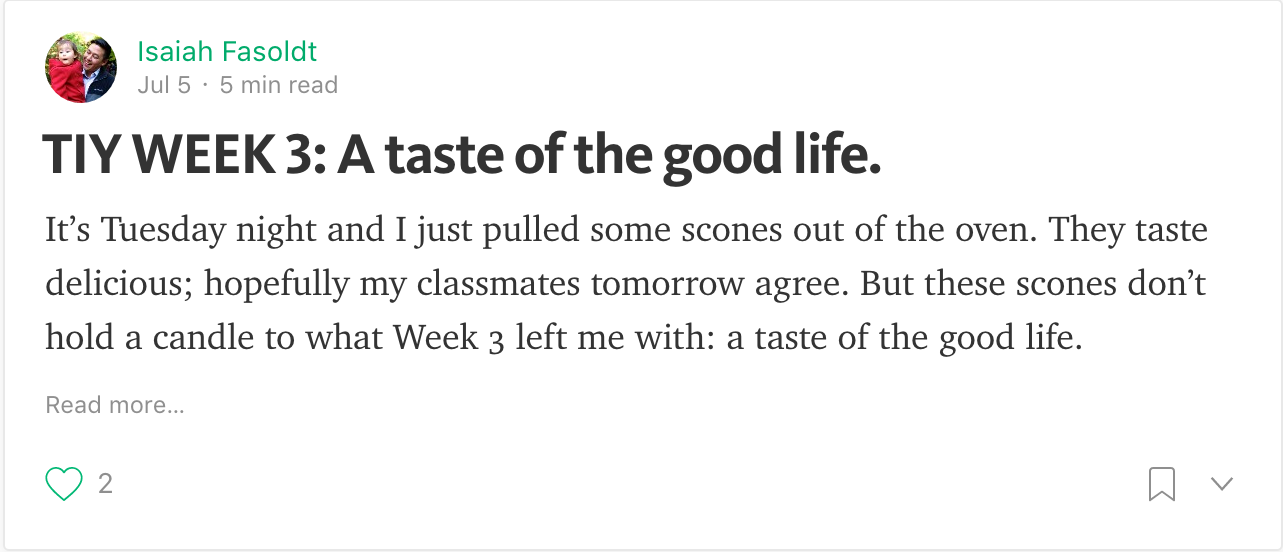 Isaiah Fasoldt
Jul 5 · 5 min read
TIY WEEK 3: A taste of the good life.
It’s Tuesday night and I just pulled some scones out of the oven. They taste
delicious; hopefully my classmates tomorrow agree. But these scones don’t
hold a candle to what Week 3 left me with: a taste of the good life.
Read more...
2